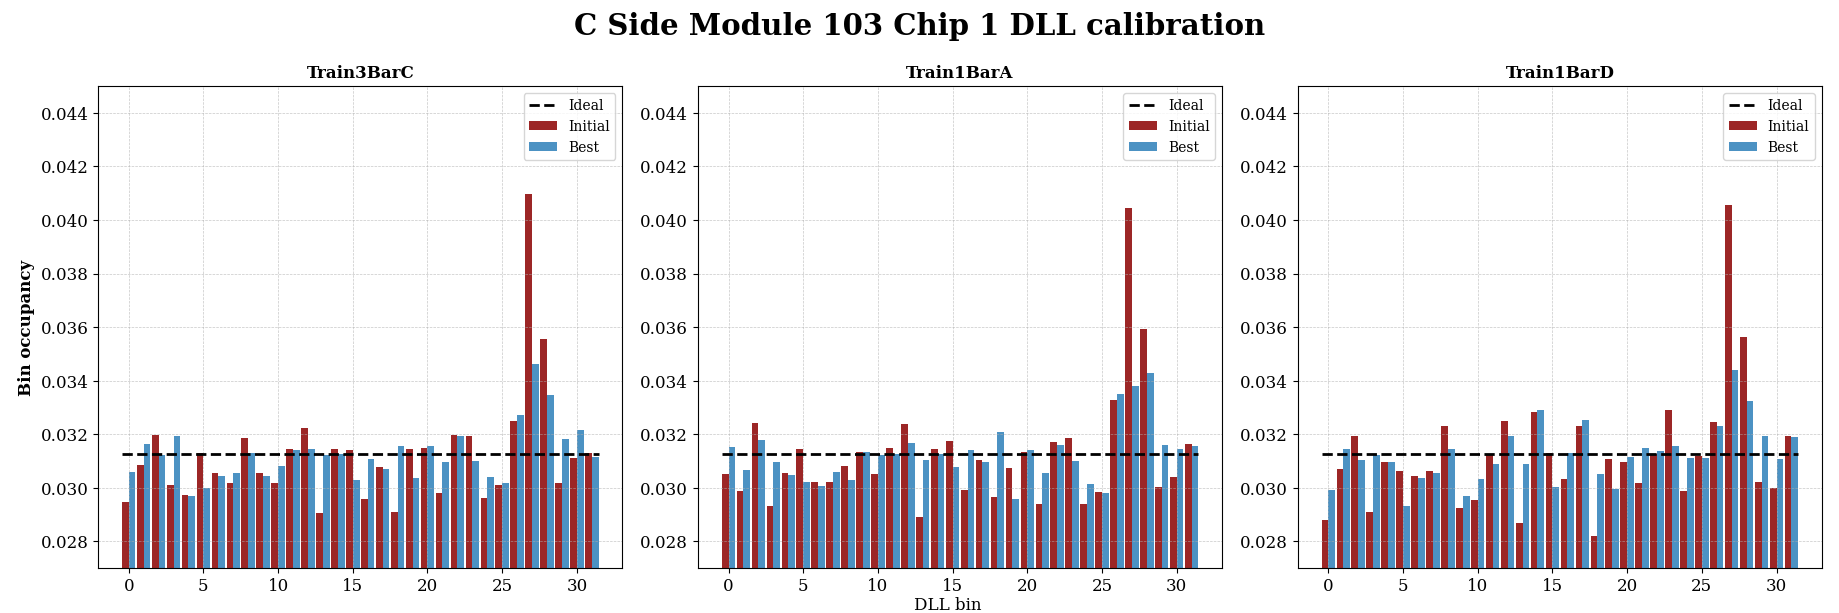 C Side Module 103 Chip 1 DLL calibration
Train3BarC
Train1BarA
Train1BarD
Bin occupancy
0.044
0.042
0.040
0.038
0.036
0.034
0.032
0.030
0.028
0 5 10 15 20 25 30
Ideal
Initial
Best
0.044
0.042
0.040
0.038
0.036
0.034
0.032
0.030
0.028
0 5 10 15 20 25 30
Ideal
Initial
Best
0.044
0.042
0.040
0.038
0.036
0.034
0.032
0.030
0.028
0 5 10 15 20 25 30
Ideal
Initial
Best
DLL bin